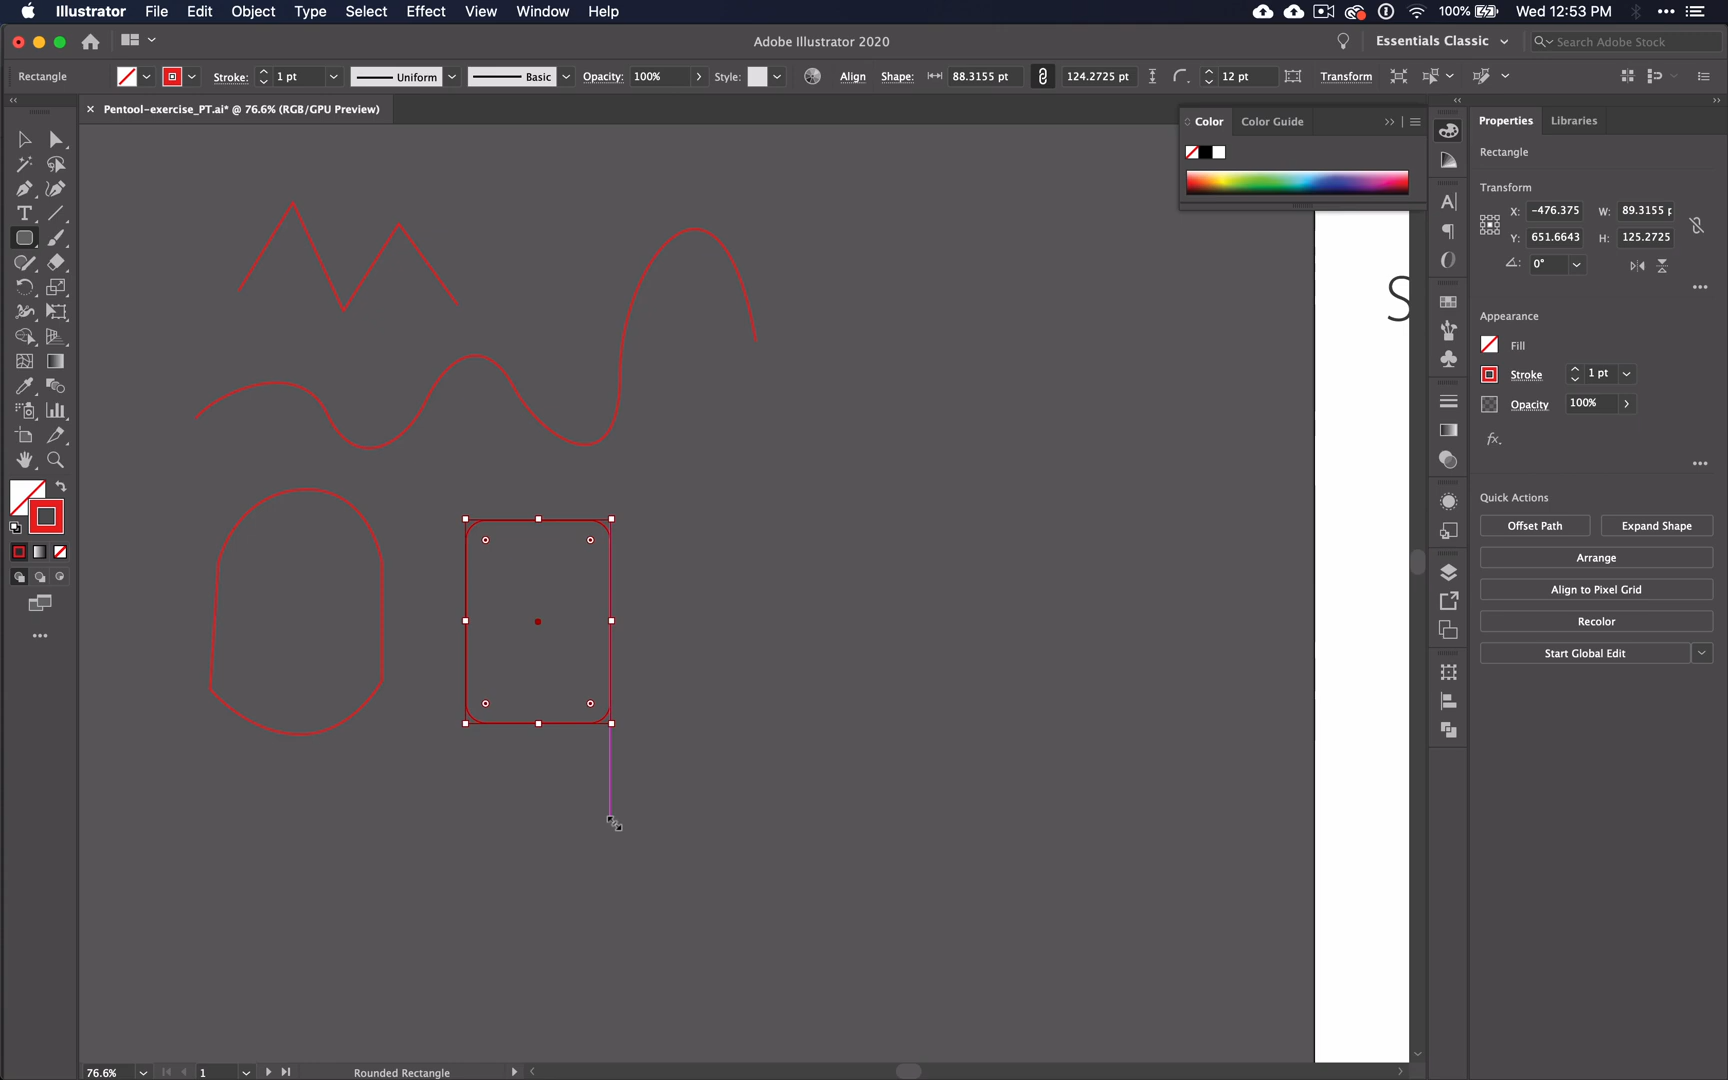 Illustrator File Edit Object Type Select Effect View Window Help 100% Wed 12:53 PM
Adobe Illustrator 2020 Essentials Classic Search Adobe Stock
Rectangle Stroke: 1 pt Uniform Basic Opacity: 100% Style: Align Shape: 88.3155 pt 124.2725 pt 12 pt Transform
Pentool-exercise_PT.ai* @ 76.6% (RGB/GPU Preview)
Color Color Guide
Properties Libraries
Rectangle
Transform
X: -476.375 W: 89.3155 p
Y: 651.6643 H: 125.2725
0°
S
Appearance
Fill
Stroke 1 pt
Opacity 100%
fx.
Quick Actions
Offset Path Expand Shape
Arrange
Align to Pixel Grid
Recolor
Start Global Edit
76.6% 1 Rounded Rectangle